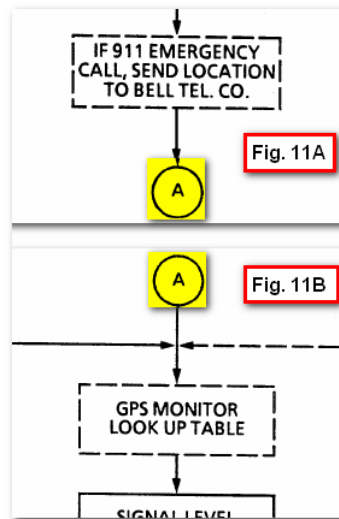 IF 911 EMERGENCY
CALL, SEND LOCATION
TO BELL TEL. CO.
Fig. 11A
A
A
Fig. 11B
GPS MONITOR
LOOK UP TABLE
SIGNAL LEVEL